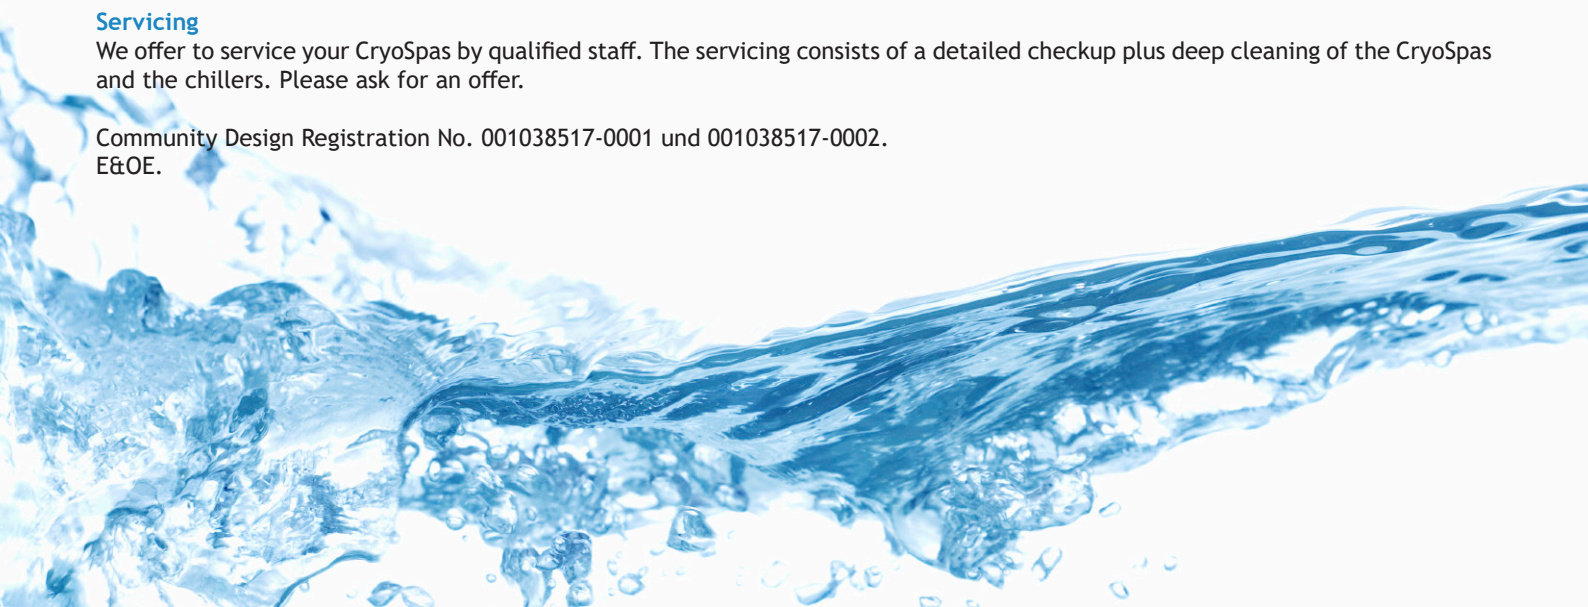 Servicing
We offer to service your CryoSpas by qualified staff. The servicing consists of a detailed checkup plus deep cleaning of the CryoSpas
and the chillers. Please ask for an offer.
Community Design Registration No. 001038517-0001 und 001038517-0002.
E&OE.